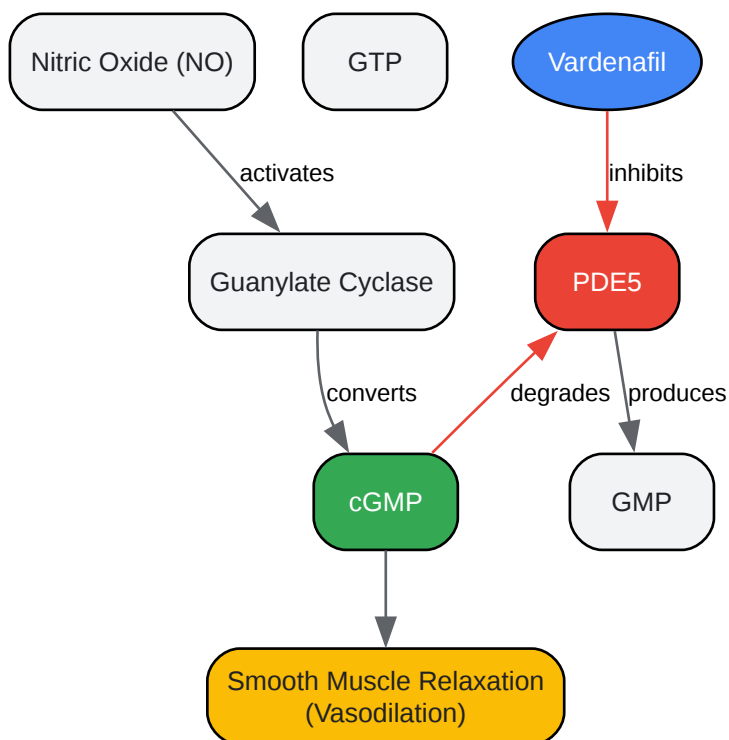 Nitric Oxide (NO)
GTP
Vardenafil
activates
inhibits
Guanylate Cyclase
PDE5
converts
degrades
produces
cGMP
GMP
Smooth Muscle Relaxation
(Vasodilation)